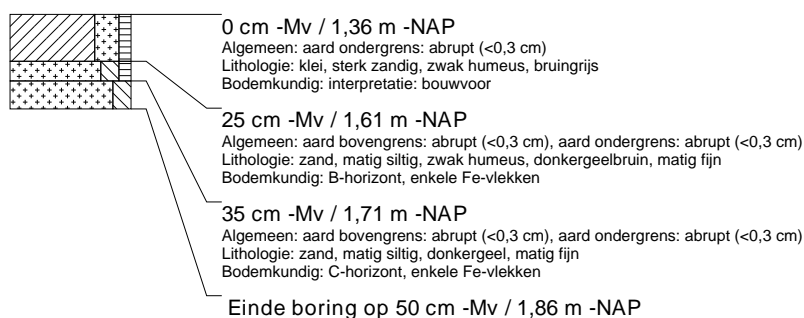 0 cm -Mv / 1,36 m -NAP
Algemeen: aard ondergrens: abrupt (<0,3 cm)
Lithologie: klei, sterk zandig, zwak humeus, bruingrijs
Bodemkundig: interpretatie: bouwvoor
25 cm -Mv / 1,61 m -NAP
Algemeen: aard bovengrens: abrupt (<0,3 cm), aard ondergrens: abrupt (<0,3 cm)
Lithologie: zand, matig siltig, zwak humeus, donkergeelbruin, matig fijn
Bodemkundig: B-horizont, enkele Fe-vlekken
35 cm -Mv / 1,71 m -NAP
Algemeen: aard bovengrens: abrupt (<0,3 cm), aard ondergrens: abrupt (<0,3 cm)
Lithologie: zand, matig siltig, donkergeel, matig fijn
Bodemkundig: C-horizont, enkele Fe-vlekken
Einde boring op 50 cm -Mv / 1,86 m -NAP